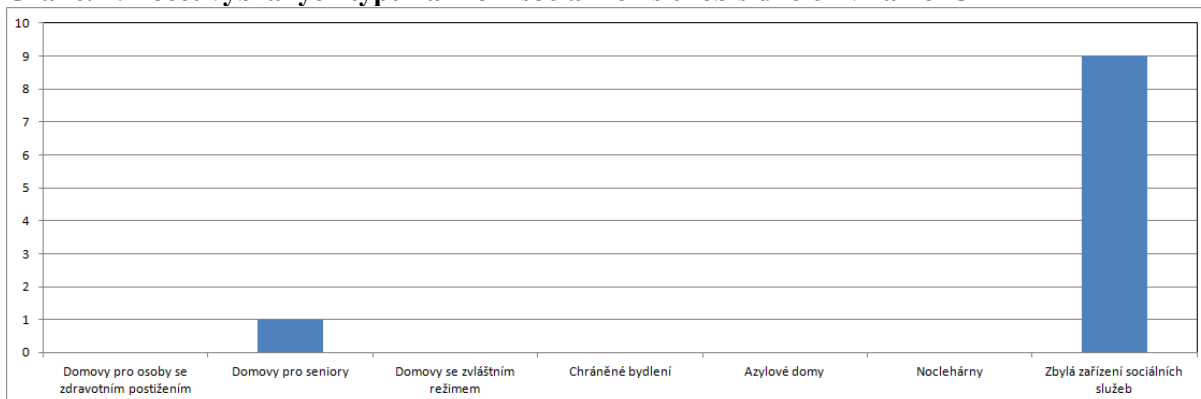 10
9
8
7
6
5
4
3
2
1
0
Domovy pro osoby se
zdravotním postižením
Domovy pro seniory
Domovy se zvláštním
režimem
Chráněné bydlení
Azylové domy
Noclehárny
Zbylá zařízení sociálních
služeb